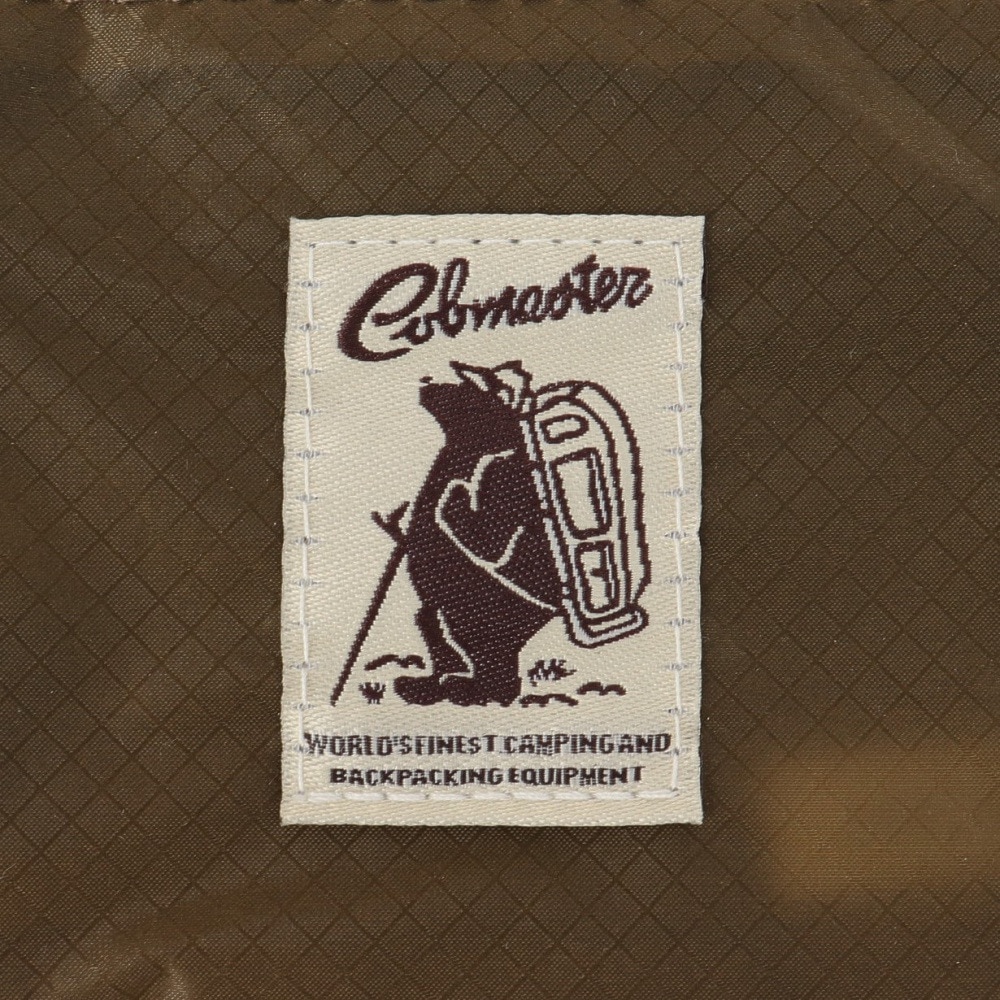 Cobmaster
WORLD'S FINEST CAMPING AND
BACKPACKING EQUIPMENT